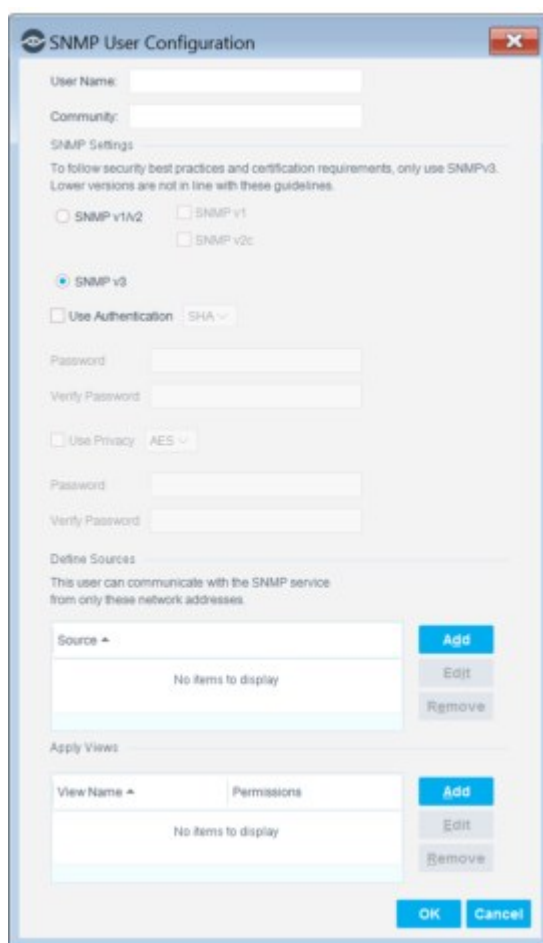 SNMP User Configuration
User Name:
Community:
SNMP Settings
To follow security best practices and certification requirements, only use SNMPv3.
Lower versions are not in line with these guidelines.
SNMP v1/v2
SNMP v1
SNMP v2c
SNMP v3
Use Authentication SHA
Password
Verify Password
Use Privacy AES
Password
Verify Password
Define Sources
This user can communicate with the SNMP service
from only these network addresses.
Source
No items to display
Add
Edit
Remove
Apply Views
View Name Permissions
No items to display
Add
Edit
Remove
OK Cancel